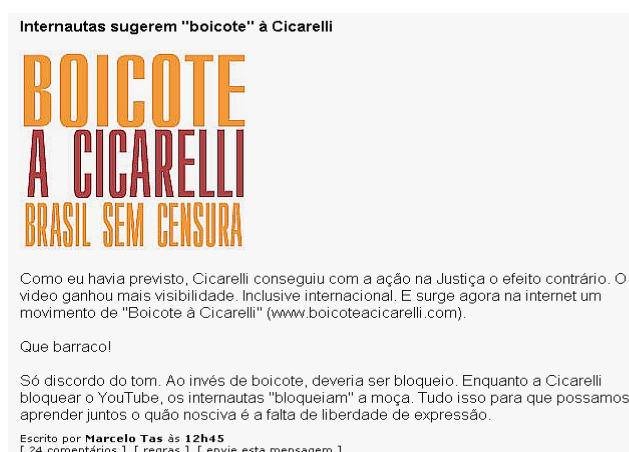 Internautas sugerem "boicote" à Cicarelli
BOICOTE
A CICARELLI
BRASIL SEM CENSURA
Como eu havia previsto, Cicarelli conseguiu com a ação na Justiça o efeito contrário. O
video ganhou mais visibilidade. Inclusive internacional. E surge agora na internet um
movimento de "Boicote à Cicarelli" (www.boicoteacicarelli.com).
Que barraco!
Só discordo do tom. Ao invés de boicote, deveria ser bloqueio. Enquanto a Cicarelli
bloquear o YouTube, os internautas "bloqueiam" a moça. Tudo isso para que possamos
aprender juntos o quão nosciva é a falta de liberdade de expressão.
Escrito por Marcelo Tas às 12h45
[ 24 comentários ] [ regras ] [ envie esta mensagem ]